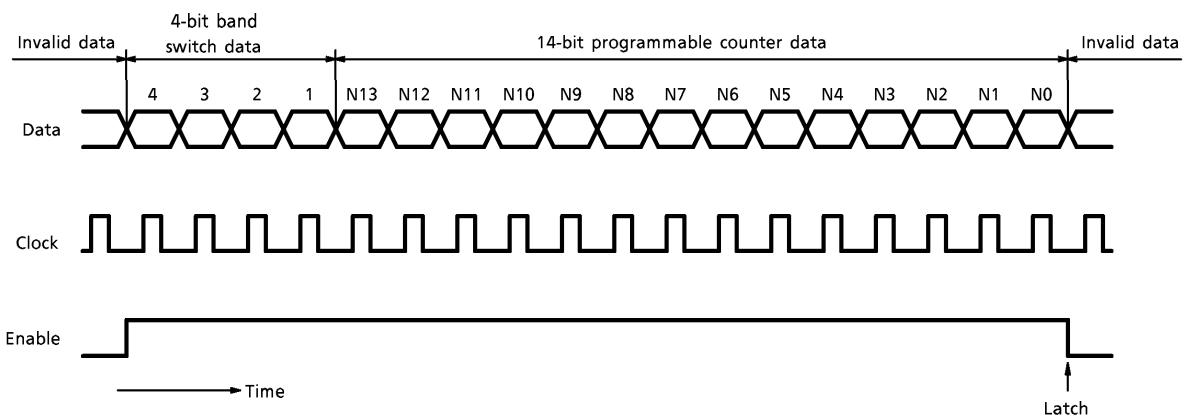 4-bit band
switch data
Invalid data
14-bit programmable counter data
Invalid data
4 3 2 1 N13 N12 N11 N10 N9 N8 N7 N6 N5 N4 N3 N2 N1 N0
Data
Clock
Enable
Time
Latch